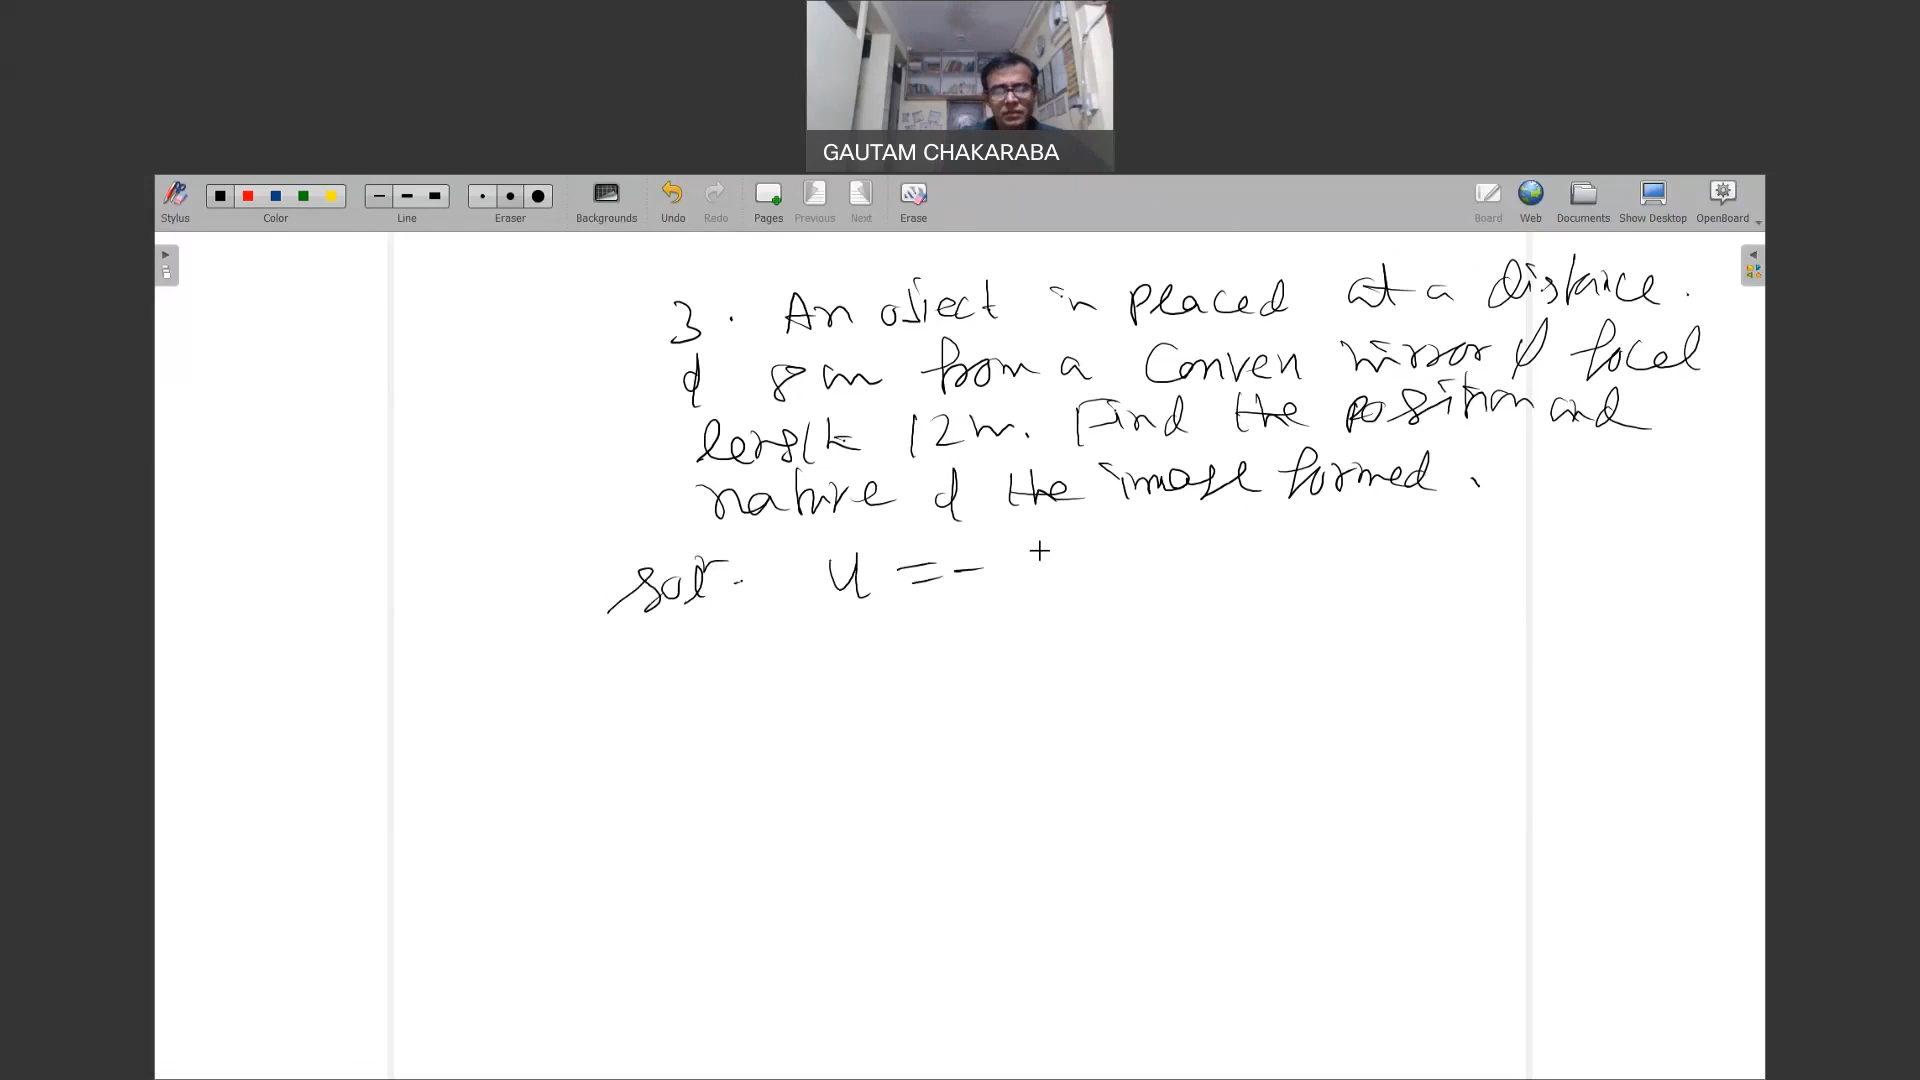 GAUTAM CHAKARABA
Stylus Color Line Eraser Backgrounds Undo Redo Pages Previous Next Erase Board Web Documents Show Desktop OpenBoard
3. An object is placed at a distance.
of 8cm from a Convex mirror of focal
length 12m. Find the position and
nature of the image formed.
Sol. u = -